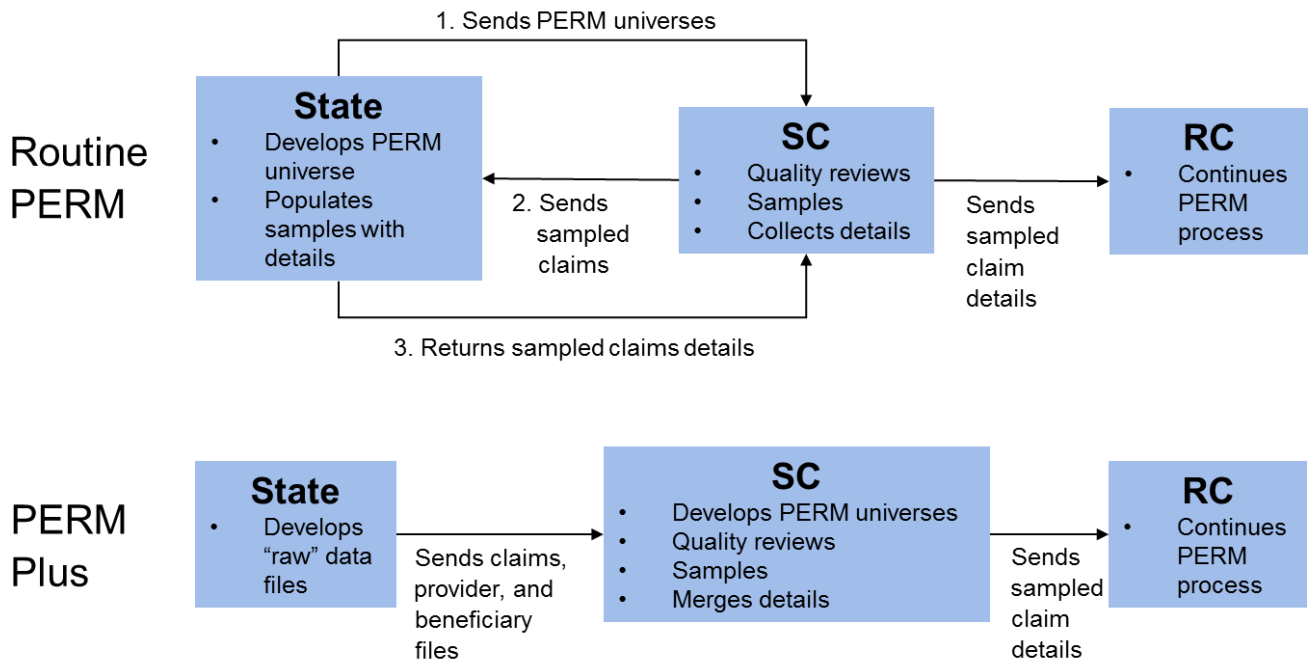 1. Sends PERM universes
Routine
PERM
State
• Develops PERM
universe
• Populates
samples with
details
2. Sends
sampled
claims
SC
• Quality reviews
• Samples
• Collects details
Sends
sampled
claim
details
RC
• Continues
PERM
process
3. Returns sampled claims details
PERM
Plus
State
• Develops
“raw” data
files
Sends claims,
provider, and
beneficiary
files
SC
• Develops PERM universes
• Quality reviews
• Samples
• Merges details
Sends
sampled
claim
details
RC
• Continues
PERM
process